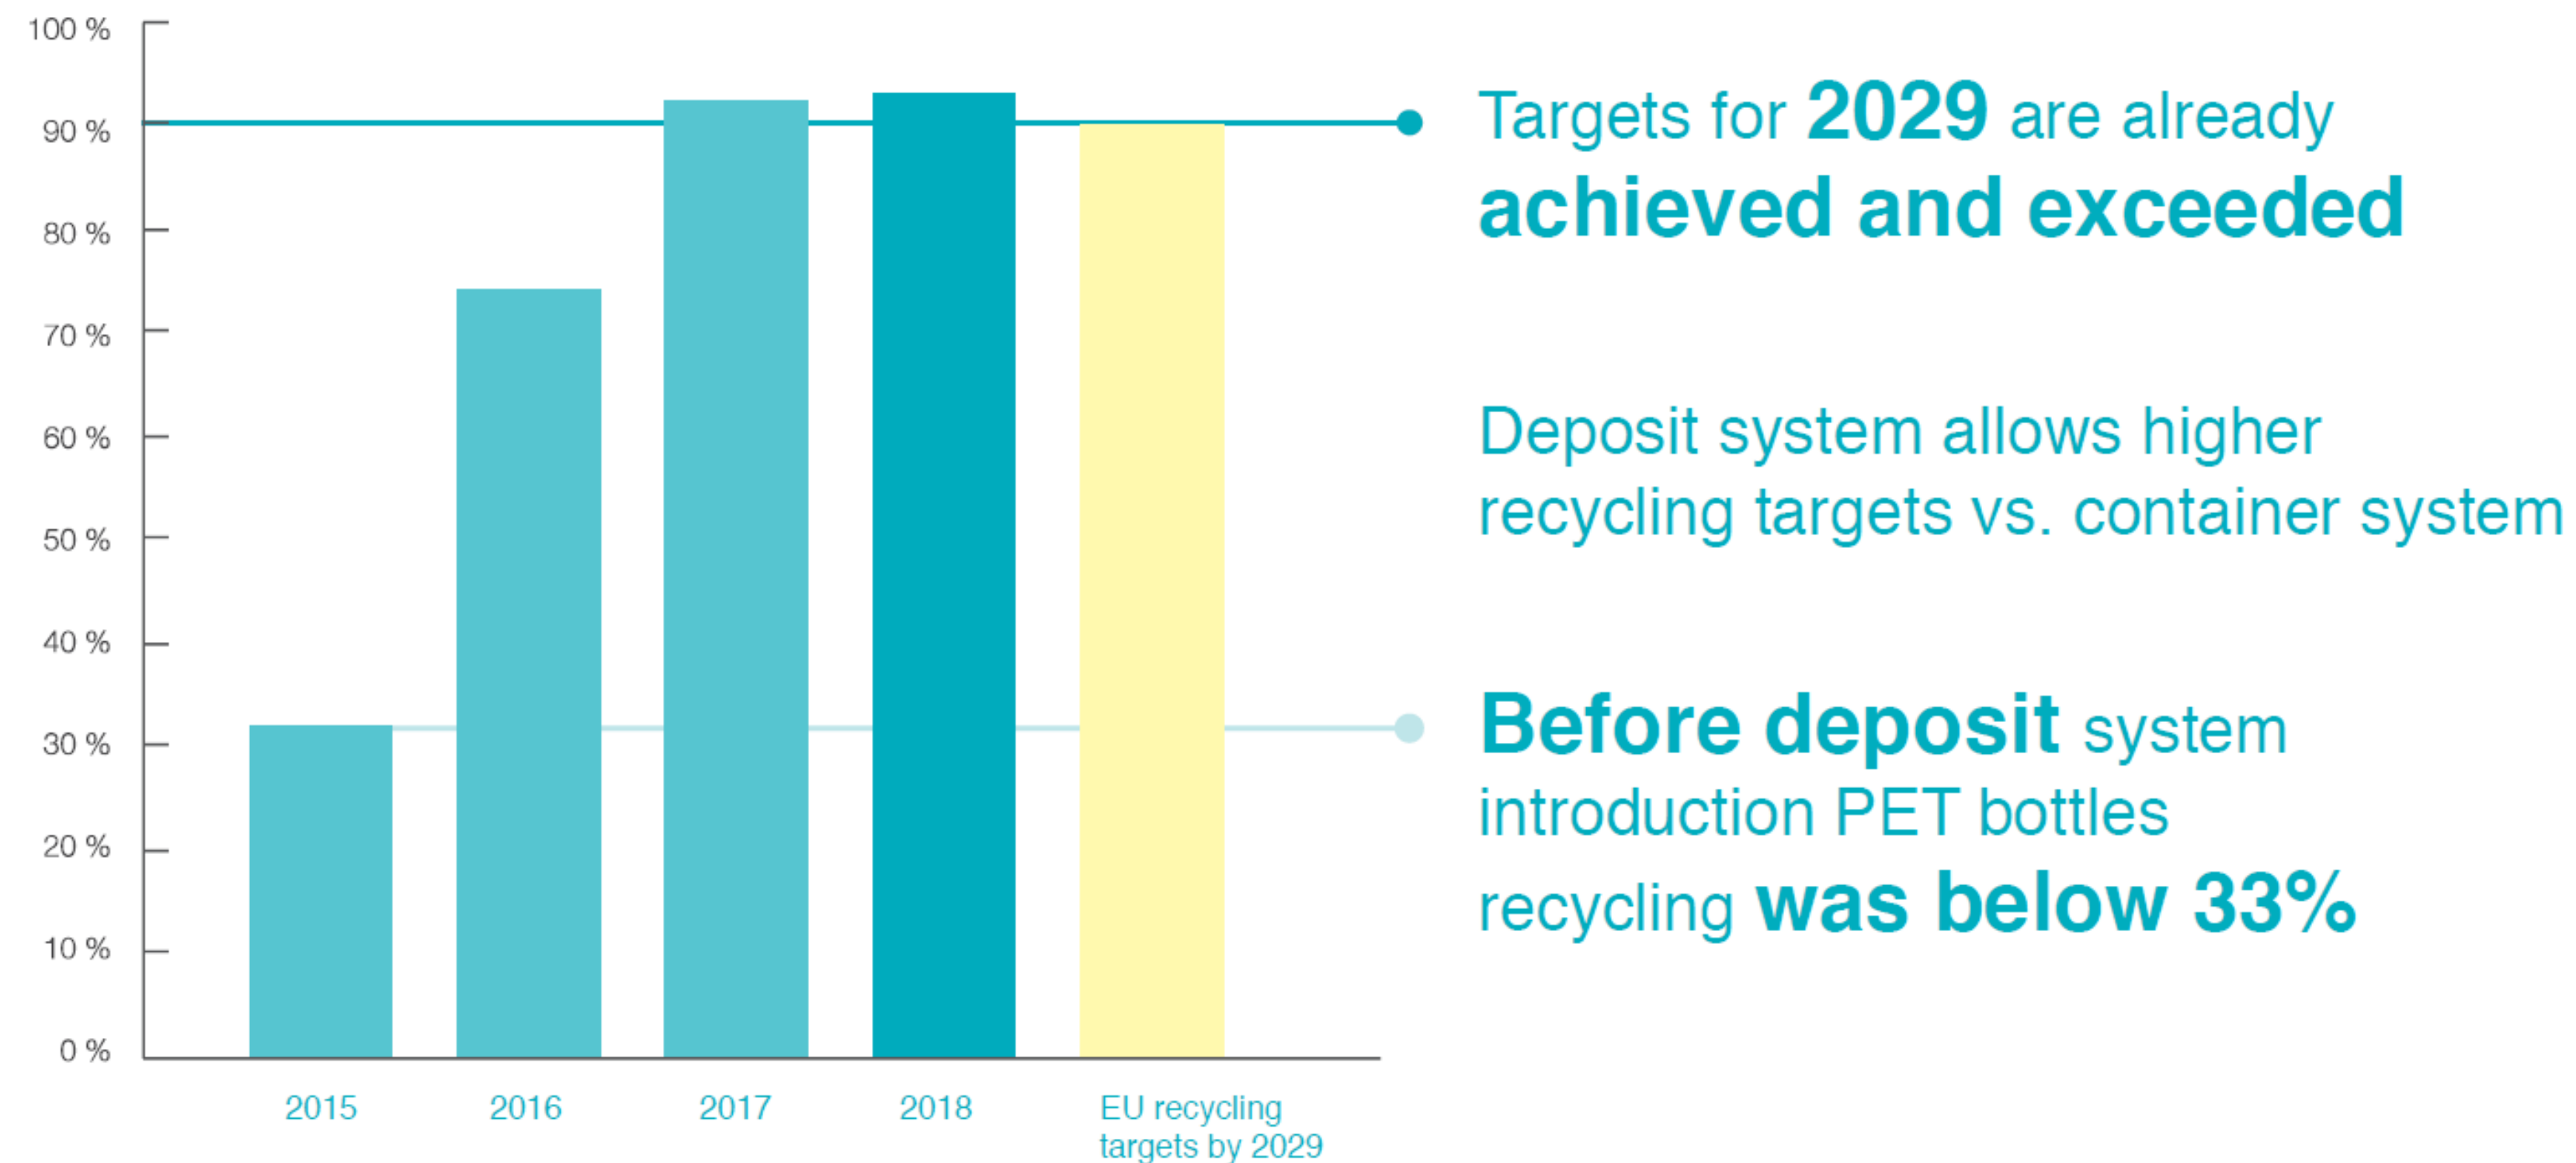 100 %
90 %
80 %
70 %
60 %
50 %
40 %
30 %
20 %
10 %
0 %
2015
2016
2017
2018
EU recycling
targets by 2029
Targets for 2029 are already
achieved and exceeded
Deposit system allows higher
recycling targets vs. container system
Before deposit system
introduction PET bottles
recycling was below 33%